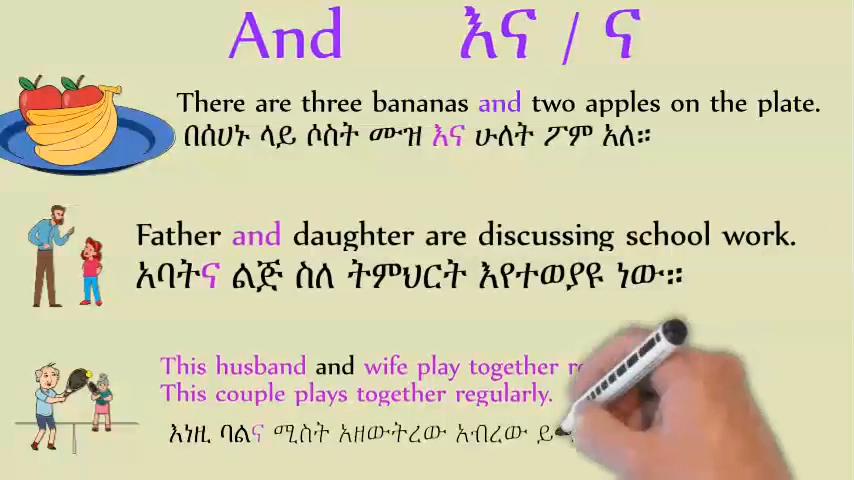 And እና / ና
There are three bananas and two apples on the plate.
በሰሀኑ ላይ ሶስት ሙዝ እና ሁለት ፖም አለ።
Father and daughter are discussing school work.
አባትና ልጅ ስለ ትምህርት እየተወያዩ ነው።
This husband and wife play together
This couple plays together regularly.
እነዚ ባልና ሚስት አዘውትረው አብረው